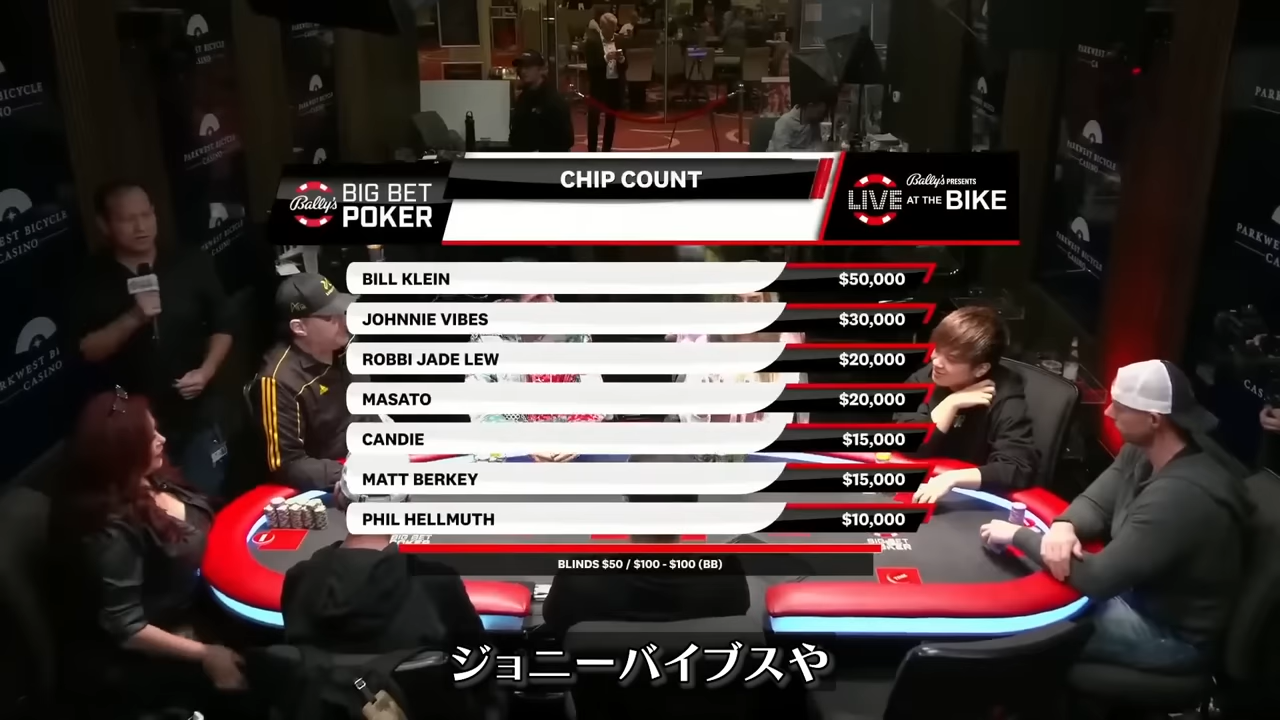 CHIP COUNT
Bally's
BIG BET
POKER
Bally's PRESENTS
LIVE AT THE BIKE
BILL KLEIN $50,000
JOHNNIE VIBES $30,000
ROBBI JADE LEW $20,000
MASATO $20,000
CANDIE $15,000
MATT BERKEY $15,000
PHIL HELLMUTH $10,000
BLINDS $50 / $100 - $100 (BB)
ジョニーバイブスや
PARKWEST BICYCLE
CASINO